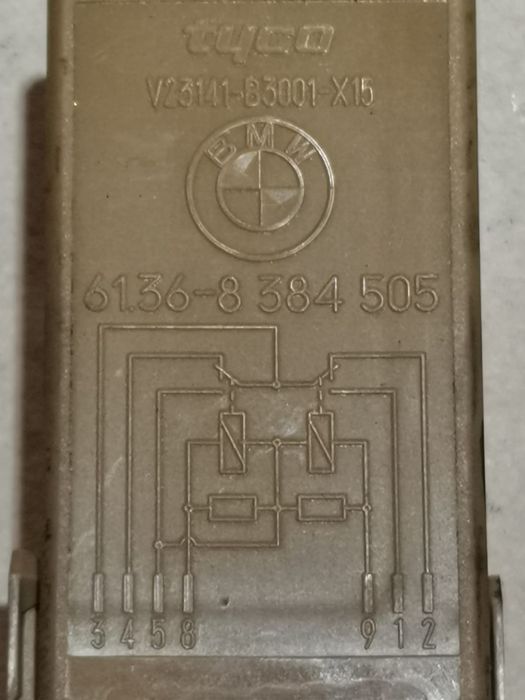 tyco
V23141-B3001-X15
BMW
61.36-8 384 505
3 4 5 8 9 1 2